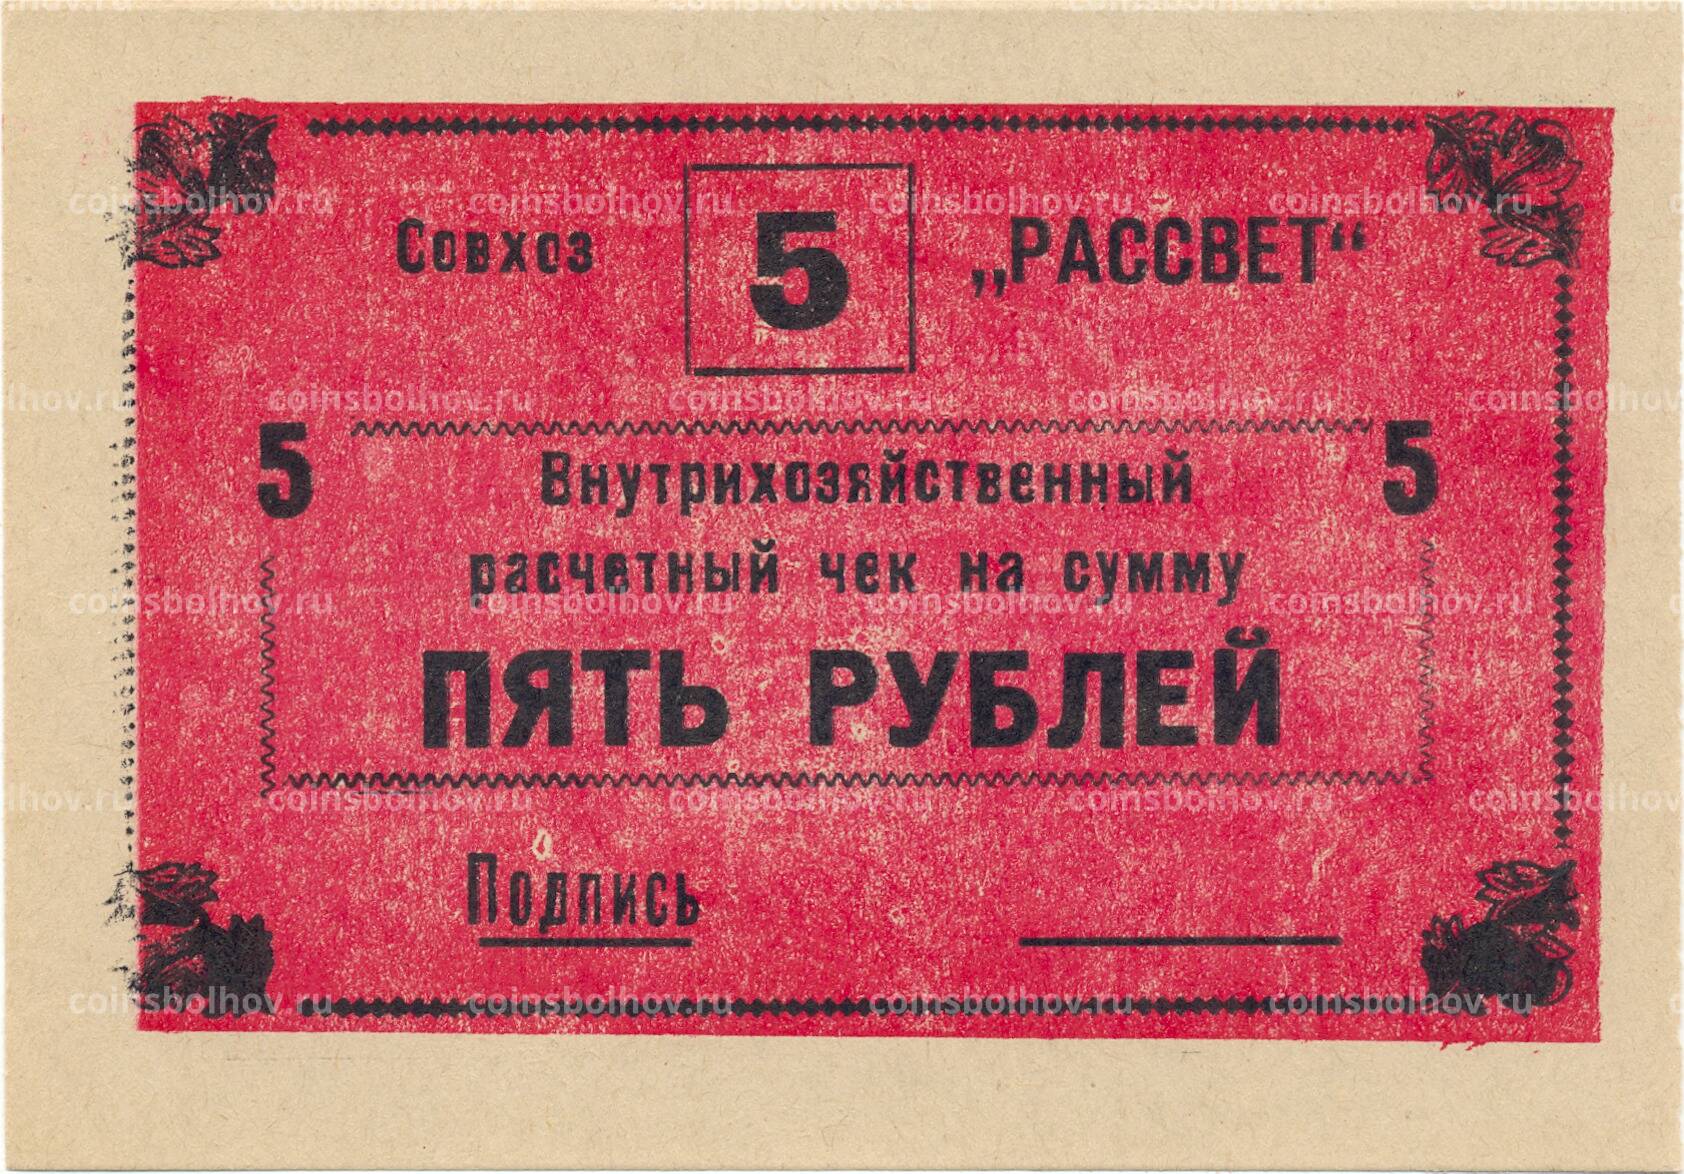 Совхоз 5 „РАССВЕТ“
5 Внутрихозяйственный 5
расчетный чек на сумму
ПЯТЬ РУБЛЕЙ
Подпись
coinsbolhov.ru